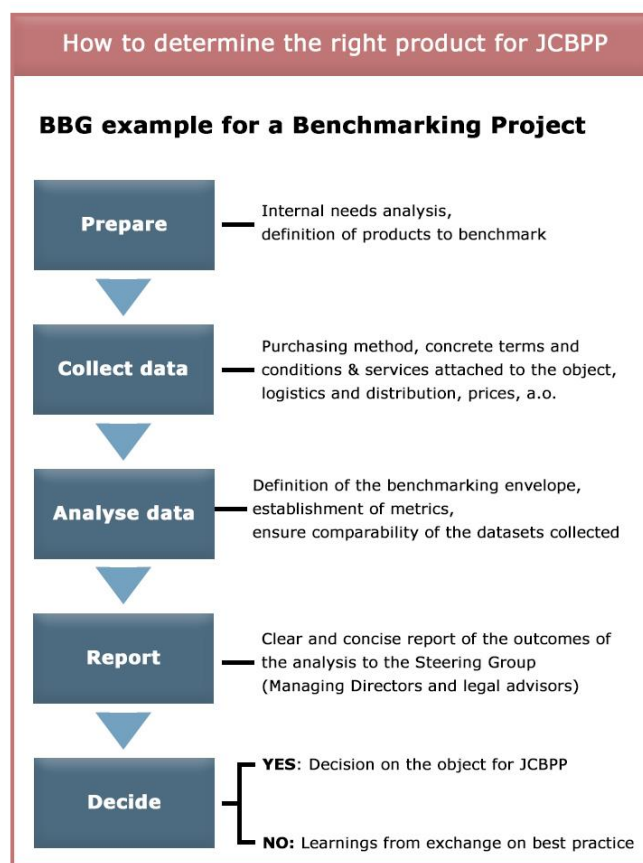 How to determine the right product for JCBPP
BBG example for a Benchmarking Project
Prepare
Internal needs analysis,
definition of products to benchmark
Collect data
Purchasing method, concrete terms and
conditions & services attached to the object,
logistics and distribution, prices, a.o.
Analyse data
Definition of the benchmarking envelope,
establishment of metrics,
ensure comparability of the datasets collected
Report
Clear and concise report of the outcomes of
the analysis to the Steering Group
(Managing Directors and legal advisors)
Decide
YES: Decision on the object for JCBPP
NO: Learnings from exchange on best practice